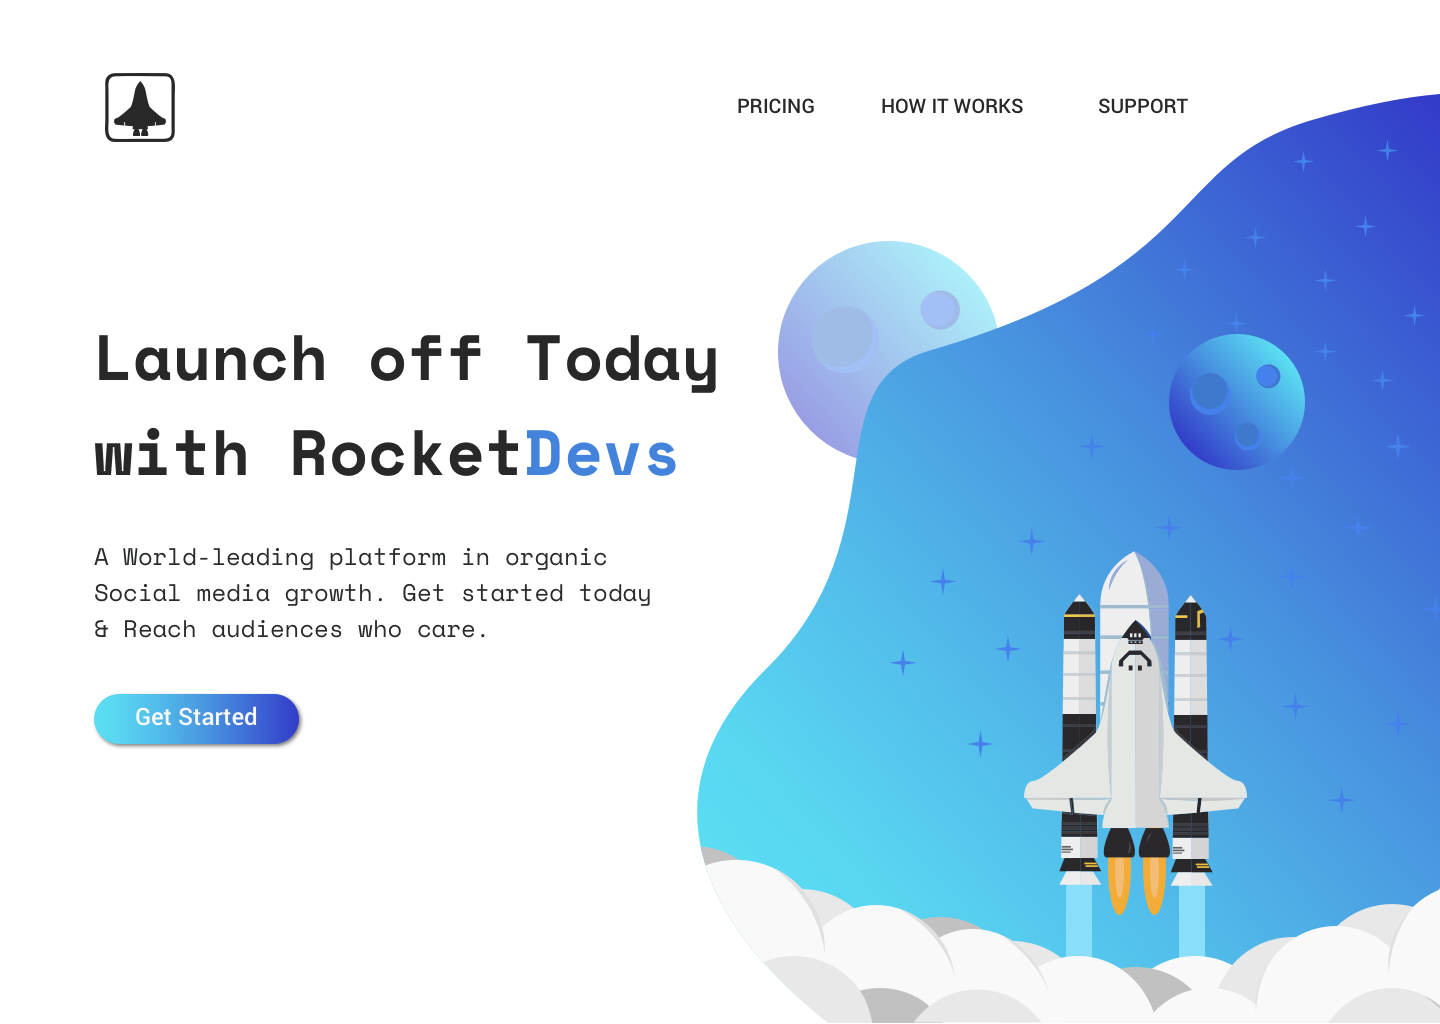 PRICING HOW IT WORKS SUPPORT
Launch off Today
with RocketDevs
A World-leading platform in organic
Social media growth. Get started today
& Reach audiences who care.
Get Started